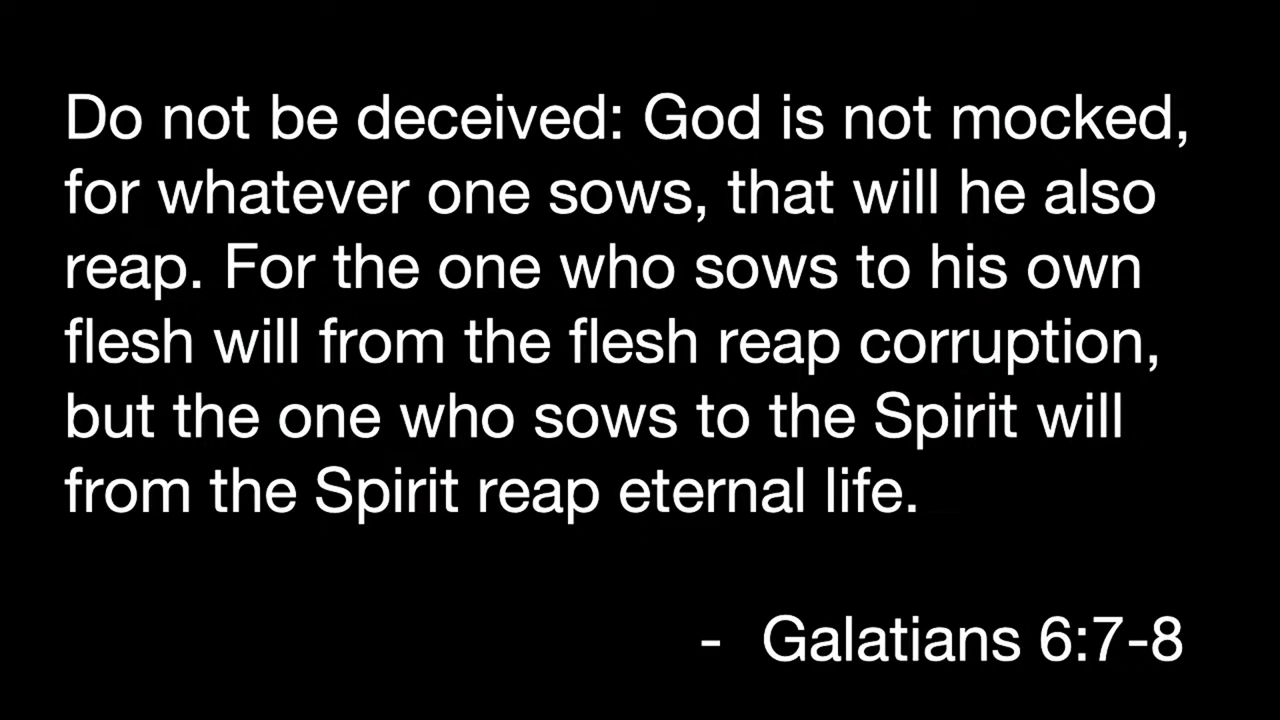 Do not be deceived: God is not mocked,
for whatever one sows, that will he also
reap. For the one who sows to his own
flesh will from the flesh reap corruption,
but the one who sows to the Spirit will
from the Spirit reap eternal life.
- Galatians 6:7-8